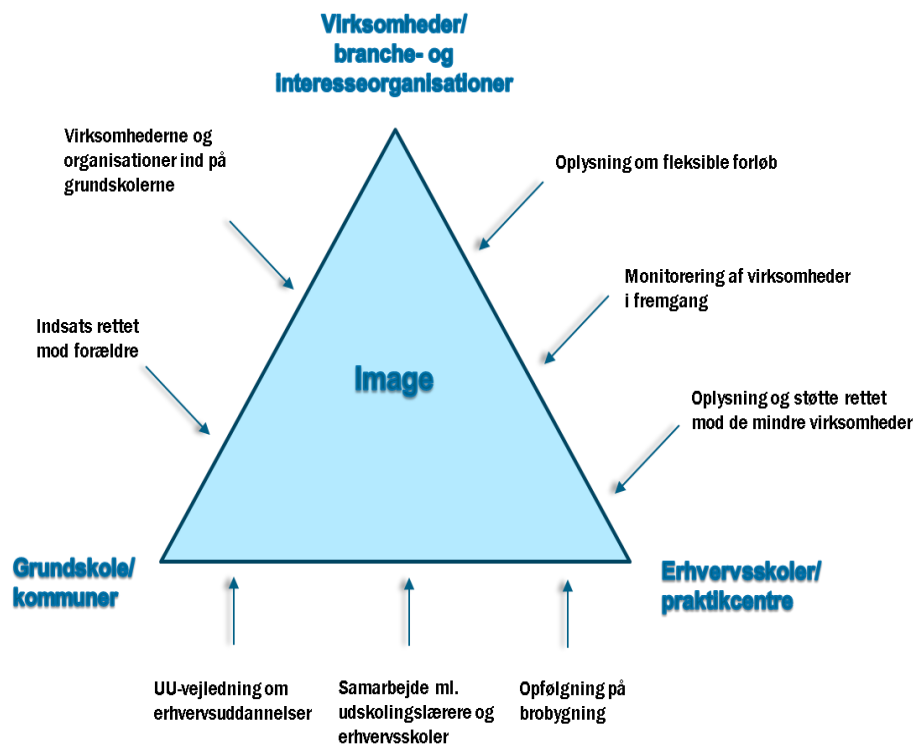 Virksomheder/
branche- og
interesseorganisationer
Virksomhederne og
organisationer ind på
grundskolerne
Oplysning om fleksible forløb
Monitorering af virksomheder
i fremgang
Indsats rettet
mod forældre
Image
Oplysning og støtte rettet
mod de mindre virksomheder
Grundskole/
kommuner
Erhvervsskoler/
praktikcentre
UU-vejledning om
erhvervsuddannelser
Samarbejde ml.
udskolingslærere og
erhvervsskoler
Opfølgning på
brobygning